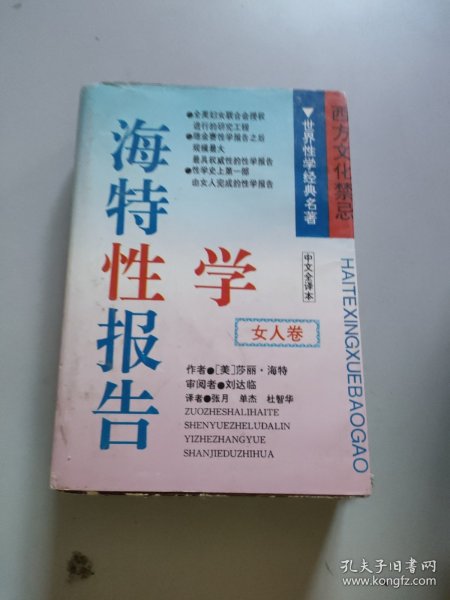 海特性学报告
●全美妇女联合会授权
进行的研究工程
●继金赛性学报告之后
规模最大
最具权威性的性学报告
●性学史上第一部
由女人完成的性学报告
▼世界性学经典名著
西方文化禁忌
中文全译本
HAITEXINGXUEBAOGAO
女人卷
作者●[美]莎丽·海特
审阅者●刘达临
译者●张月 单杰 杜智华
ZUOZHESHALIHAITE
SHENYUEZHELUDALIN
YIZHEZHANGYUE
SHANJIEDUZHIHUA
孔夫子旧书网
www.kongfz.com